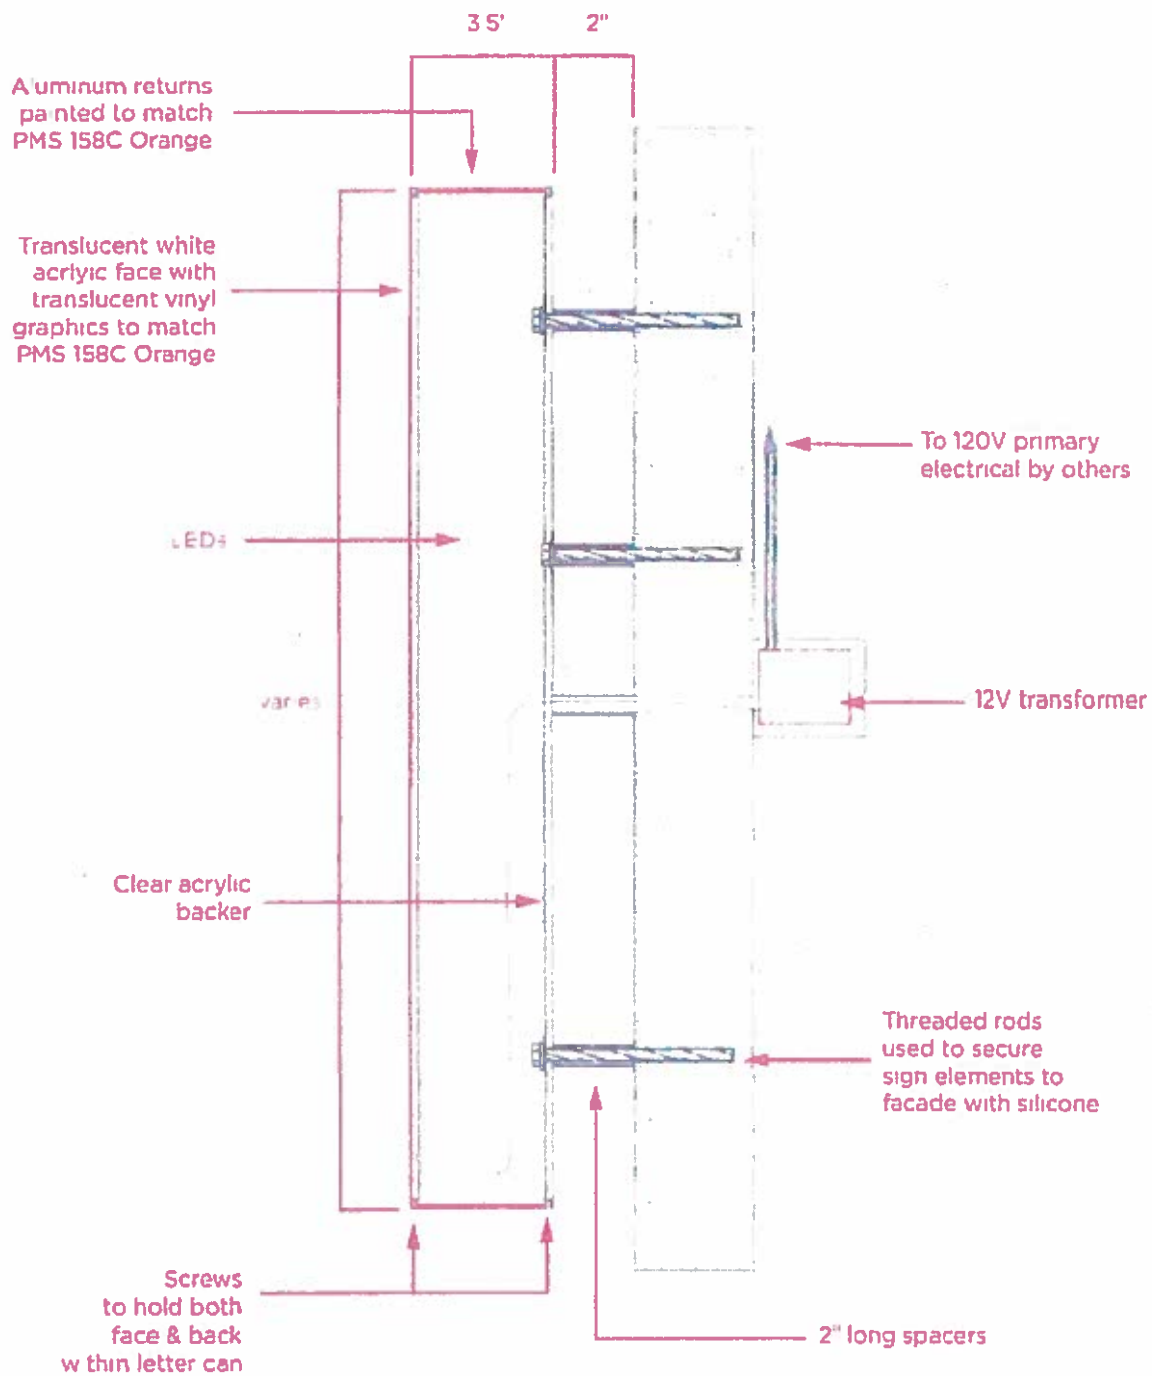 3 5' 2"
Aluminum returns
painted to match
PMS 158C Orange
Translucent white
acrlyic face with
translucent vinyl
graphics to match
PMS 158C Orange
To 120V primary
electrical by others
LEDs
varies
12V transformer
Clear acrylic
backer
Threaded rods
used to secure
sign elements to
facade with silicone
Screws
to hold both
face & back
within letter can
2" long spacers